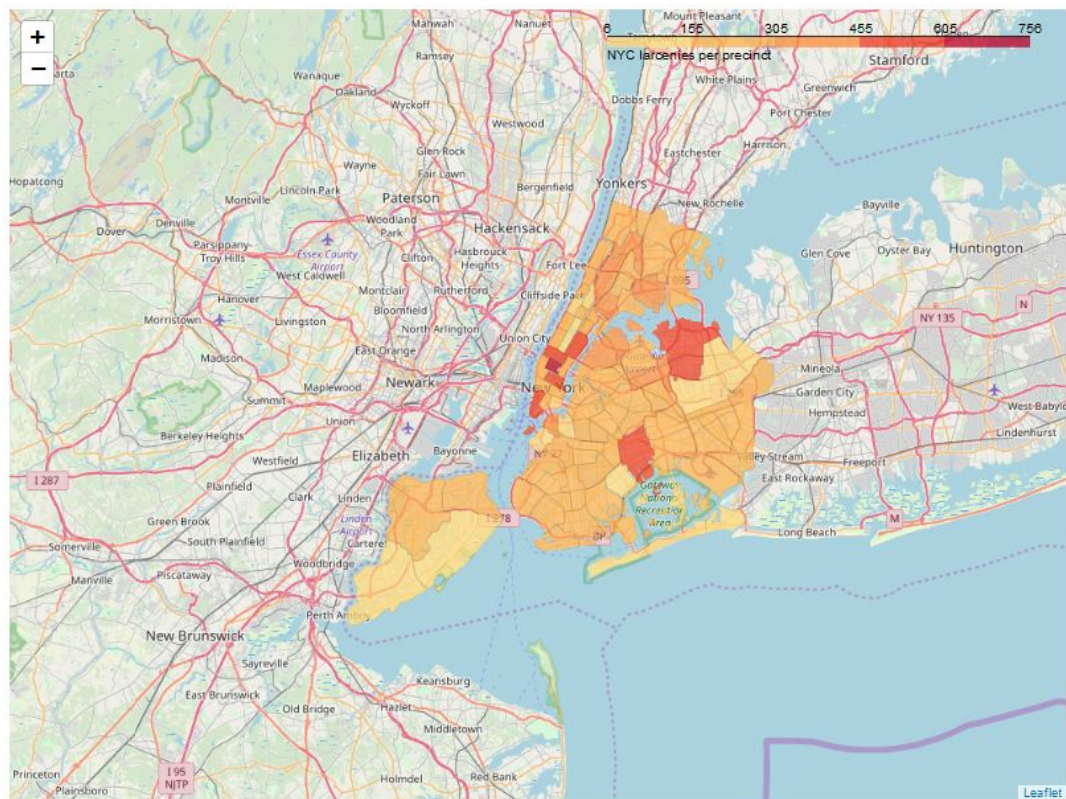 +
−
6 155 305 455 605 756
NYC larcenies per precinct
Mahwah
Nanuet
Mount Pleasant
Ramsey
Stamford
Wanaque
Oakland
White Plains
Greenwich
Wyckoff
Dobbs Ferry
Port Chester
Westwood
Harrison
Glen Rock
Eastchester
Wayne
Fair Lawn
Hopatcong
Bergenfield
Yonkers
Lincoln Park
Paterson
New Rochelle
Montville
Woodland Park
Bayville
Denville
Hackensack
Dover
Parsippany-Troy Hills
Essex County Airport
Clifton
Hasbrouck Heights
Fort Lee
Glen Cove
Oyster Bay
Huntington
West Caldwell
Rutherford
I 695
Montclair
Cliffside Park
Hanover
Bloomfield
N
Morristown
Livingston
North Arlington
NY 135
Union City
Madison
East Orange
Mineola
Newark
New York
Maplewood
Garden City
Summit
Hempstead
West Babylon
Union
Berkeley Heights
Lindenhurst
Elizabeth
Bayonne
NY 27
Valley Stream
Freeport
I 287
Westfield
East Rockaway
Plainfield
Linden
Gateway National Recreation Area
Clark
Green Brook
Linden Airport
I 278
M
Long Beach
Somerville
South Plainfield
Carteret
Manville
Woodbridge
Piscataway
Perth Amboy
New Brunswick
Sayreville
Keansburg
East Brunswick
Old Bridge
Hazlet
Middletown
Princeton
I 95 NJTP
Holmdel
Red Bank
Plainsboro
Leaflet